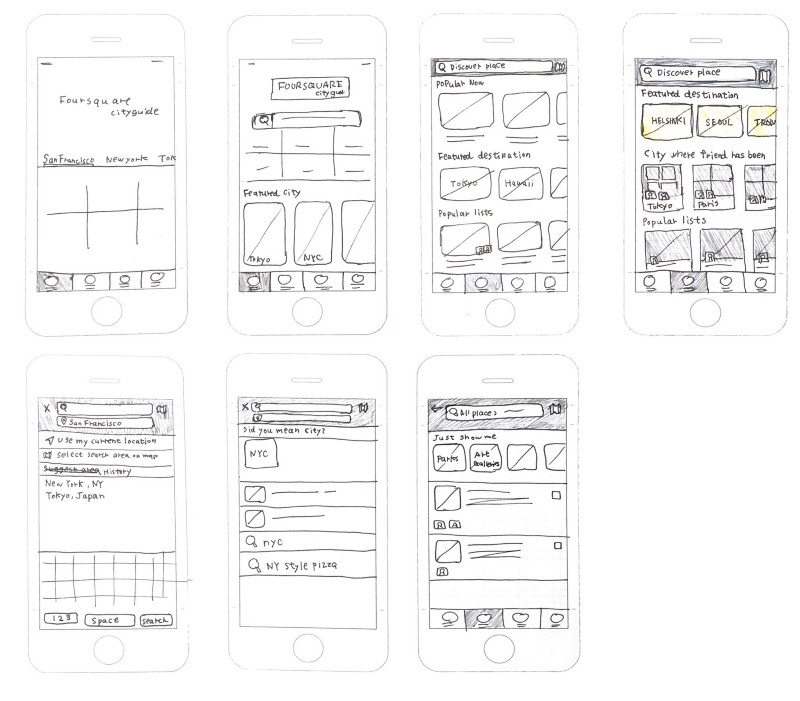 Foursquare
cityguide
San Francisco New York Tok
FOURSQUARE
city guide
Featured city
Tokyo NYC
Discover place
Popular Now
Featured destination
Tokyo Hawaii
Popular lists
Discover place
Featured destination
HELSINKI SEOUL
City where friend has been
Tokyo Paris
Popular lists
X
San Francisco
Use my current location
Select search area on map
Suggest area History
New York, NY
Tokyo, Japan
123 Space Search
X
Did you mean City?
NYC
nyc
NY style pizza
All places
Just show me
Parks Art